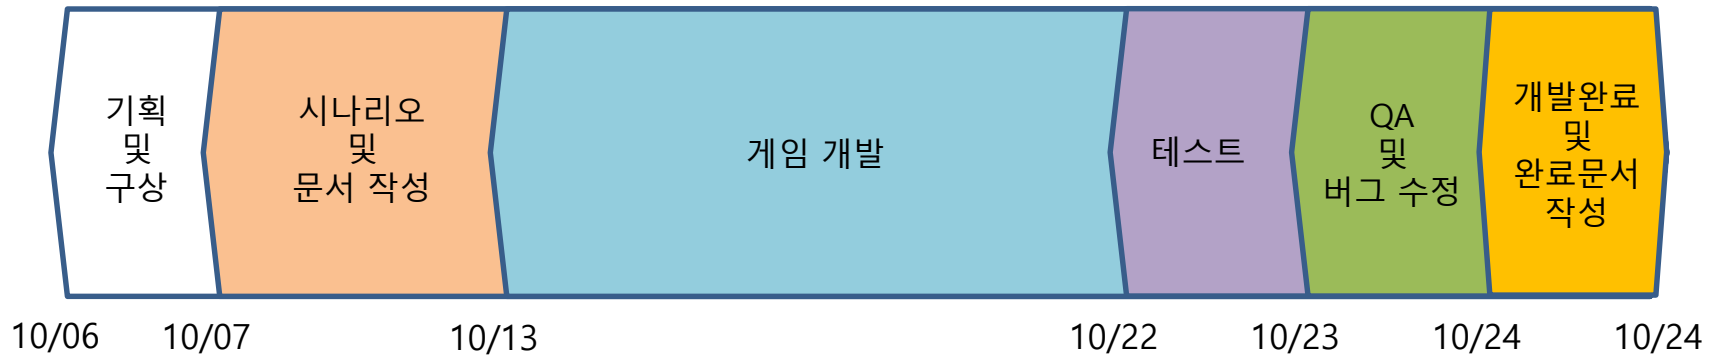 기획
및
구상
시나리오
및
문서 작성
게임 개발
테스트
QA
및
버그 수정
개발완료
및
완료문서
작성
10/06
10/07
10/13
10/22
10/23
10/24
10/24